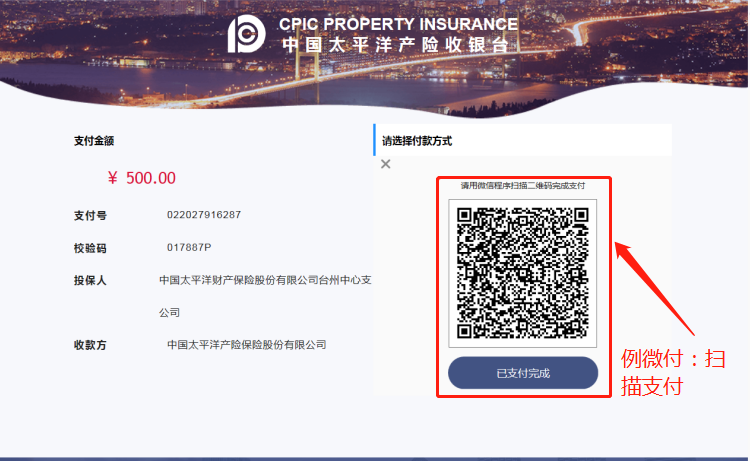 CPIC PROPERTY INSURANCE
中国太平洋产险收银台
支付金额
¥ 500.00
支付号 022027916287
校验码 017887P
投保人 中国太平洋财产保险股份有限公司台州中心支
公司
收款方 中国太平洋产险保险股份有限公司
请选择付款方式
请用微信程序扫描二维码完成支付
已支付完成
例微付：扫
描支付